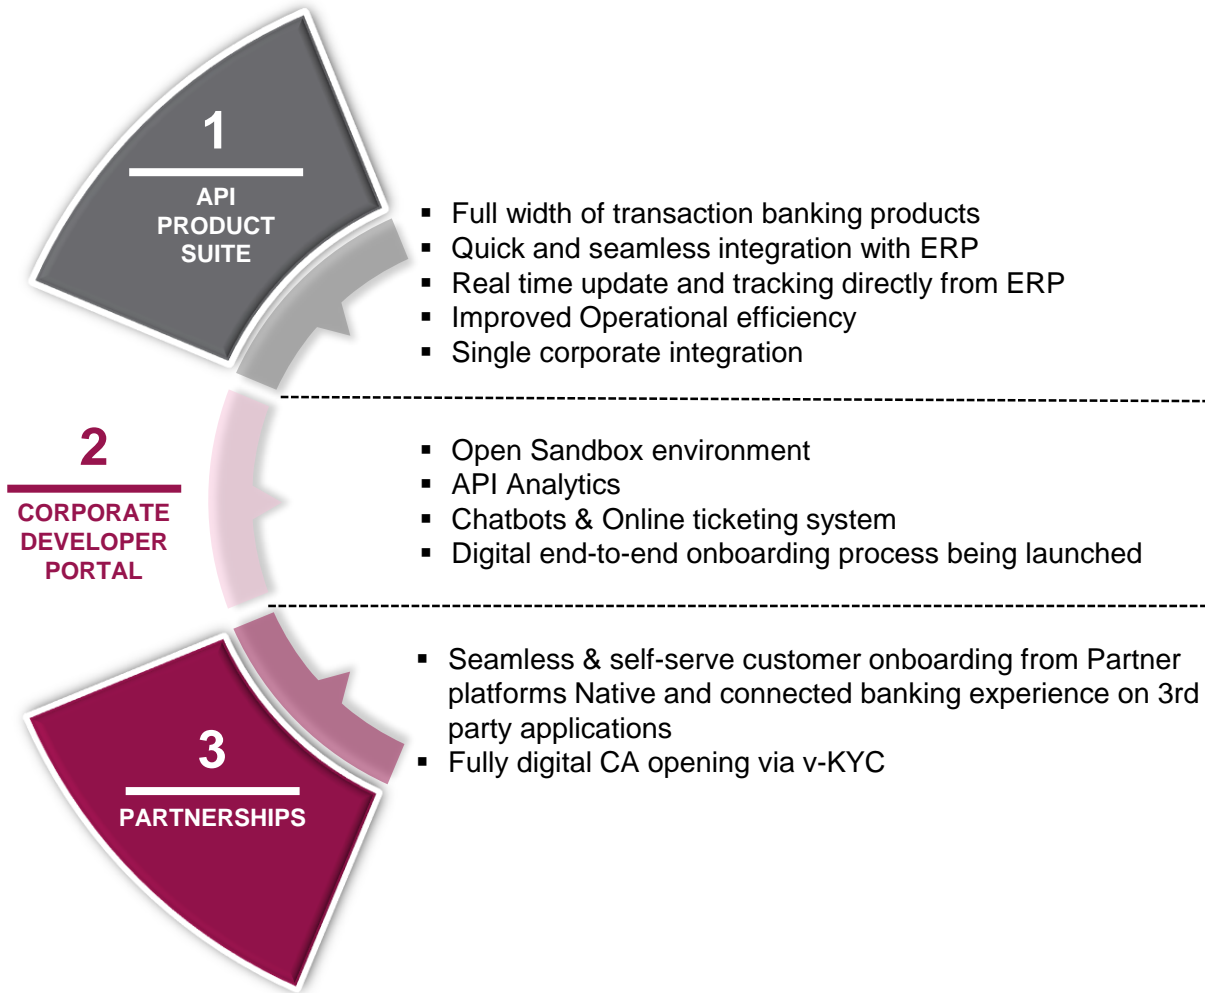 1
API
PRODUCT
SUITE
▪ Full width of transaction banking products
▪ Quick and seamless integration with ERP
▪ Real time update and tracking directly from ERP
▪ Improved Operational efficiency
▪ Single corporate integration
2
CORPORATE
DEVELOPER
PORTAL
▪ Open Sandbox environment
▪ API Analytics
▪ Chatbots & Online ticketing system
▪ Digital end-to-end onboarding process being launched
3
PARTNERSHIPS
▪ Seamless & self-serve customer onboarding from Partner
platforms Native and connected banking experience on 3rd
party applications
▪ Fully digital CA opening via v-KYC